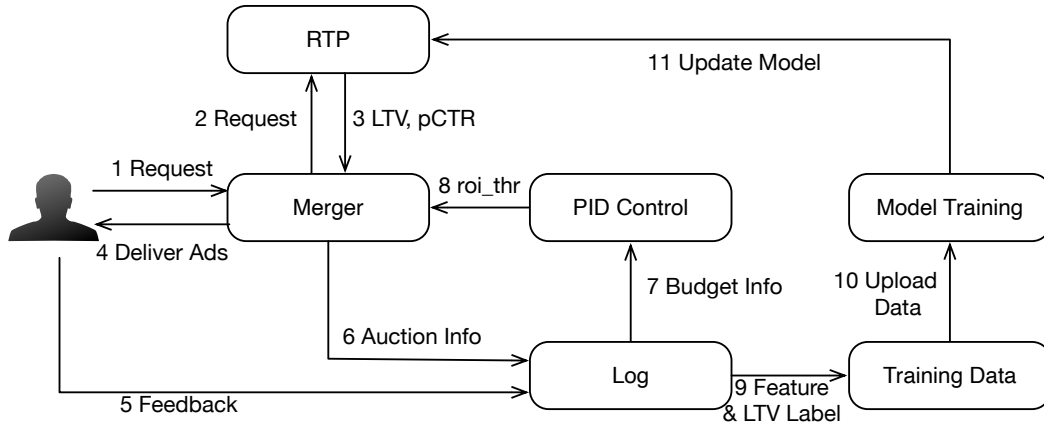 RTP
11 Update Model
2 Request
3 LTV, pCTR
1 Request
8 roi_thr
Merger
PID Control
Model Training
4 Deliver Ads
7 Budget Info
10 Upload
Data
6 Auction Info
Log
Training Data
9 Feature
& LTV Label
5 Feedback